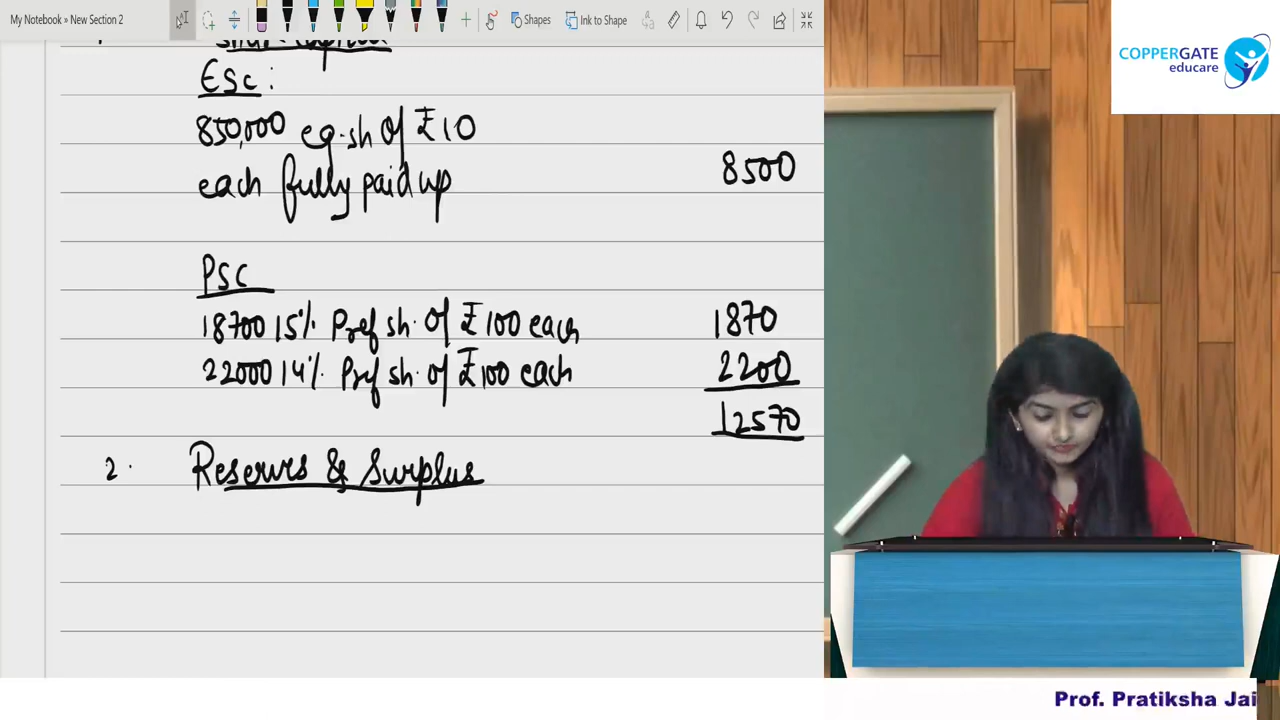 My Notebook » New Section 2
Shapes
Ink to Shape
COPPERGATE
educare
ESC:
850,000 eq. sh of ₹10
each fully paid up 8500
PSC
18700 15% Pref sh. of ₹100 each 1870
22000 14% Pref sh. of ₹100 each 2200
12570
2. Reserves & Surplus
Prof. Pratiksha Jai